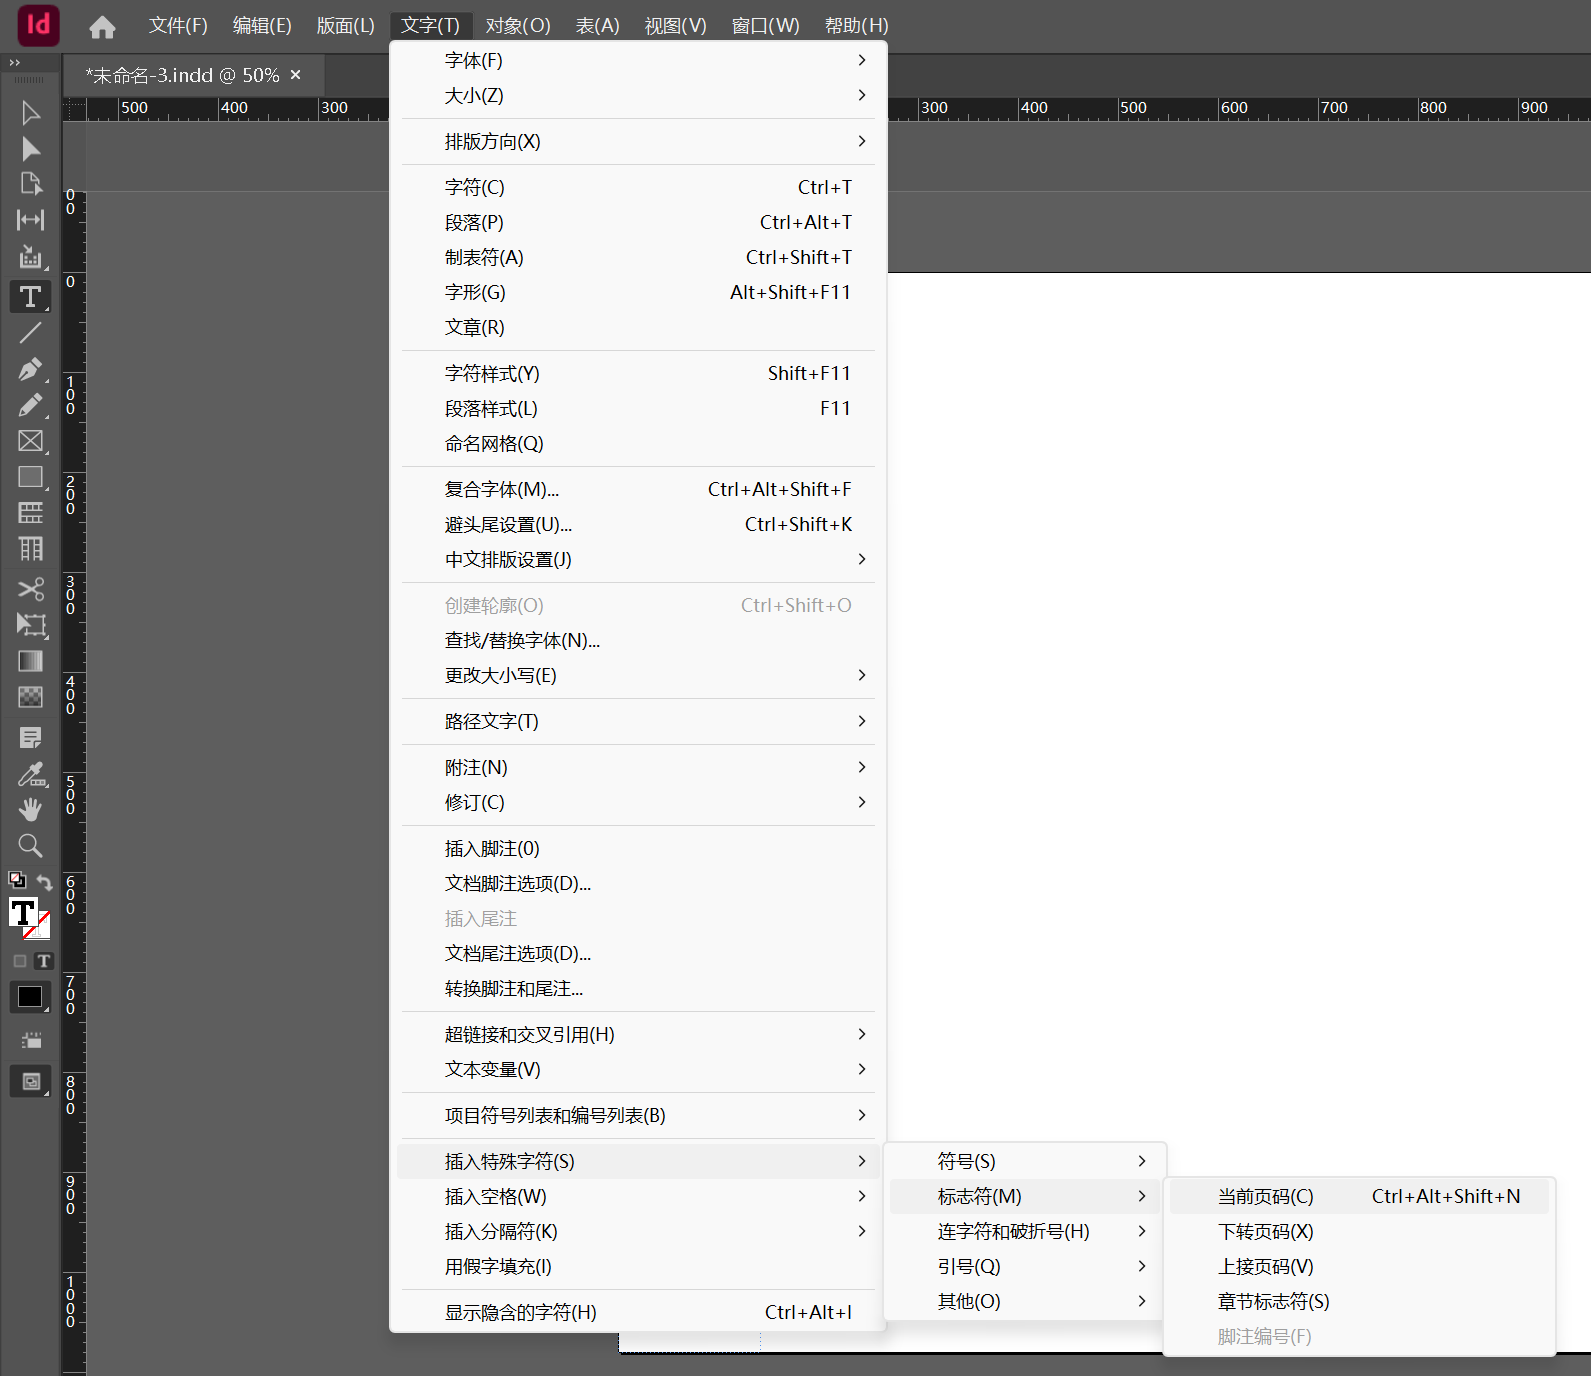 Id 文件(F) 编辑(E) 版面(L) 文字(T) 对象(O) 表(A) 视图(V) 窗口(W) 帮助(H)
*未命名-3.indd @ 50% ×
500 400 300 300 400 500 600 700 800 900
0 0
0
100
200
300
400
500
600
700
800
900
1000
字体(F)
大小(Z)
排版方向(X)
字符(C) Ctrl+T
段落(P) Ctrl+Alt+T
制表符(A) Ctrl+Shift+T
字形(G) Alt+Shift+F11
文章(R)
字符样式(Y) Shift+F11
段落样式(L) F11
命名网格(Q)
复合字体(M)... Ctrl+Alt+Shift+F
避头尾设置(U)... Ctrl+Shift+K
中文排版设置(J)
创建轮廓(O) Ctrl+Shift+O
查找/替换字体(N)...
更改大小写(E)
路径文字(T)
附注(N)
修订(C)
插入脚注(0)
文档脚注选项(D)...
插入尾注
文档尾注选项(D)...
转换脚注和尾注...
超链接和交叉引用(H)
文本变量(V)
项目符号列表和编号列表(B)
插入特殊字符(S)
插入空格(W)
插入分隔符(K)
用假字填充(I)
显示隐含的字符(H) Ctrl+Alt+I
符号(S)
标志符(M)
连字符和破折号(H)
引号(Q)
其他(O)
当前页码(C) Ctrl+Alt+Shift+N
下转页码(X)
上接页码(V)
章节标志符(S)
脚注编号(F)